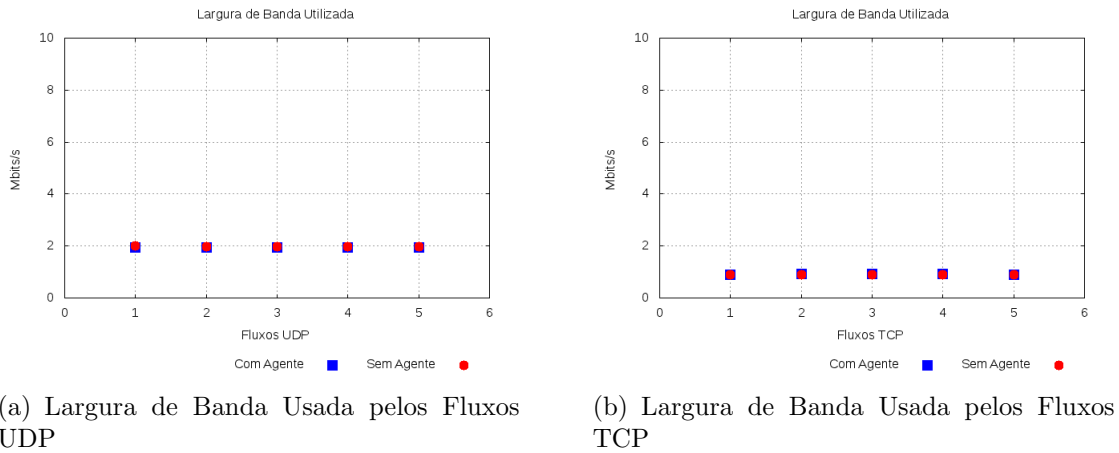 Largura de Banda Utilizada
10
8
6
4
2
0
Mbits/s
0 1 2 3 4 5 6
Fluxos UDP
Com Agente Sem Agente
(a) Largura de Banda Usada pelos Fluxos
UDP
Largura de Banda Utilizada
10
8
6
4
2
0
Mbits/s
0 1 2 3 4 5 6
Fluxos TCP
Com Agente Sem Agente
(b) Largura de Banda Usada pelos Fluxos
TCP